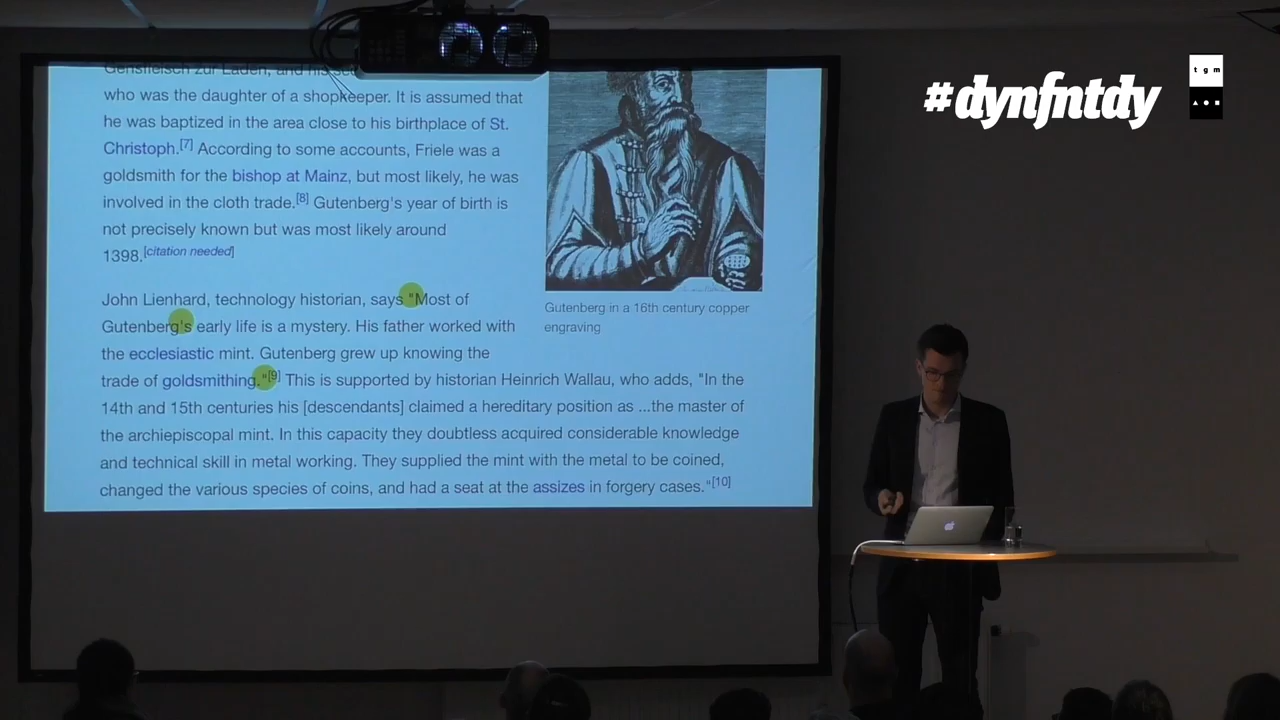 Gensfleisch zur Laden, and his
who was the daughter of a shopkeeper. It is assumed that
he was baptized in the area close to his birthplace of St.
Christoph.[7] According to some accounts, Friele was a
goldsmith for the bishop at Mainz, but most likely, he was
involved in the cloth trade.[8] Gutenberg's year of birth is
not precisely known but was most likely around
1398.[citation needed]
Gutenberg in a 16th century copper
engraving
John Lienhard, technology historian, says "Most of
Gutenberg's early life is a mystery. His father worked with
the ecclesiastic mint. Gutenberg grew up knowing the
trade of goldsmithing."[9] This is supported by historian Heinrich Wallau, who adds, "In the
14th and 15th centuries his [descendants] claimed a hereditary position as ...the master of
the archiepiscopal mint. In this capacity they doubtless acquired considerable knowledge
and technical skill in metal working. They supplied the mint with the metal to be coined,
changed the various species of coins, and had a seat at the assizes in forgery cases."[10]
#dynfntdy
tgm